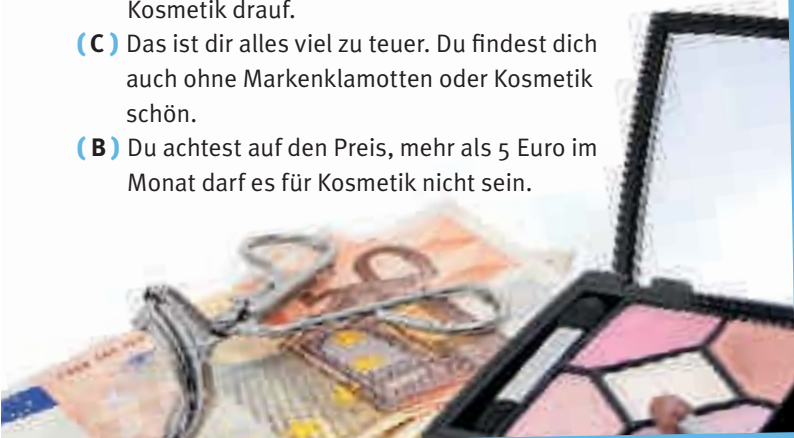 Kosmetik drauf.
(C) Das ist dir alles viel zu teuer. Du findest dich
auch ohne Markenklamotten oder Kosmetik
schön.
(B) Du achtest auf den Preis, mehr als 5 Euro im
Monat darf es für Kosmetik nicht sein.